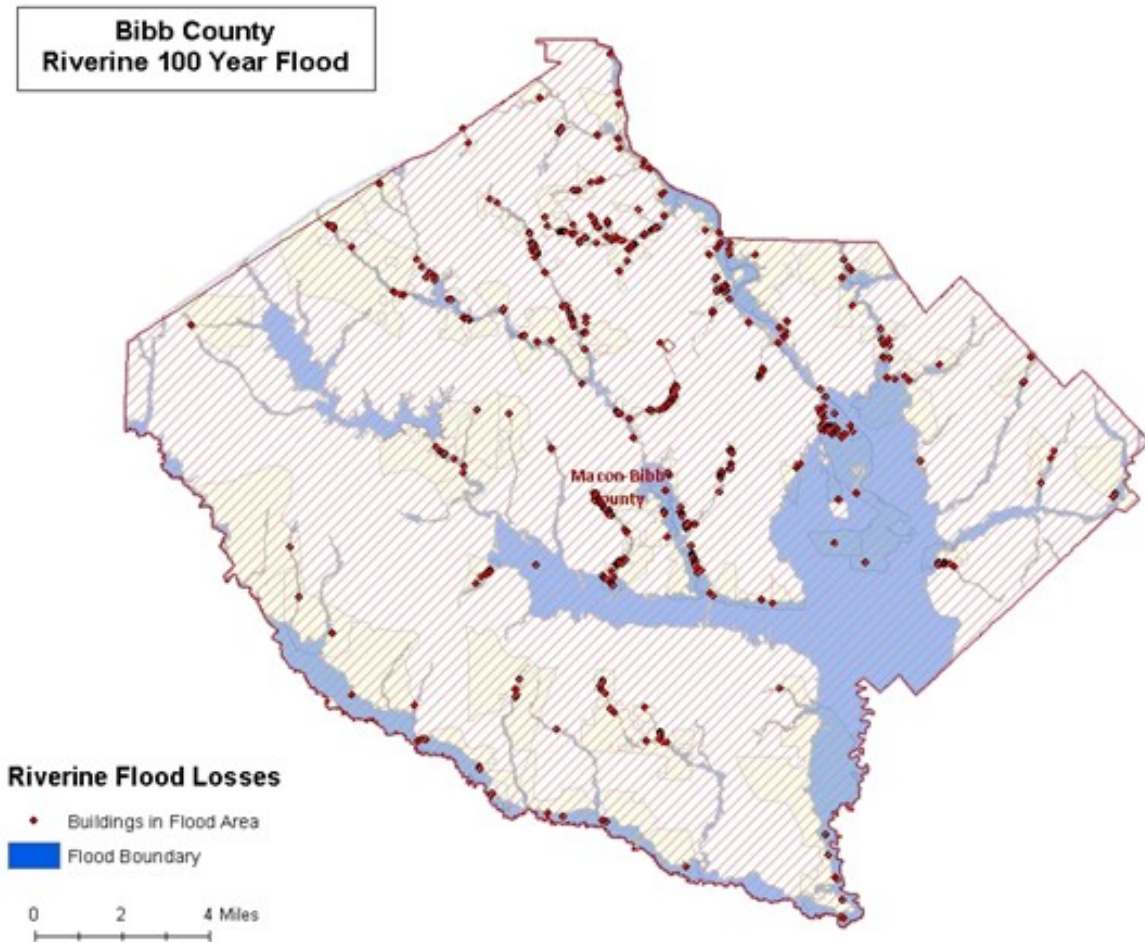 Bibb County
Riverine 100 Year Flood
Macon-Bibb
County
Riverine Flood Losses
Buildings in Flood Area
Flood Boundary
0 2 4 Miles